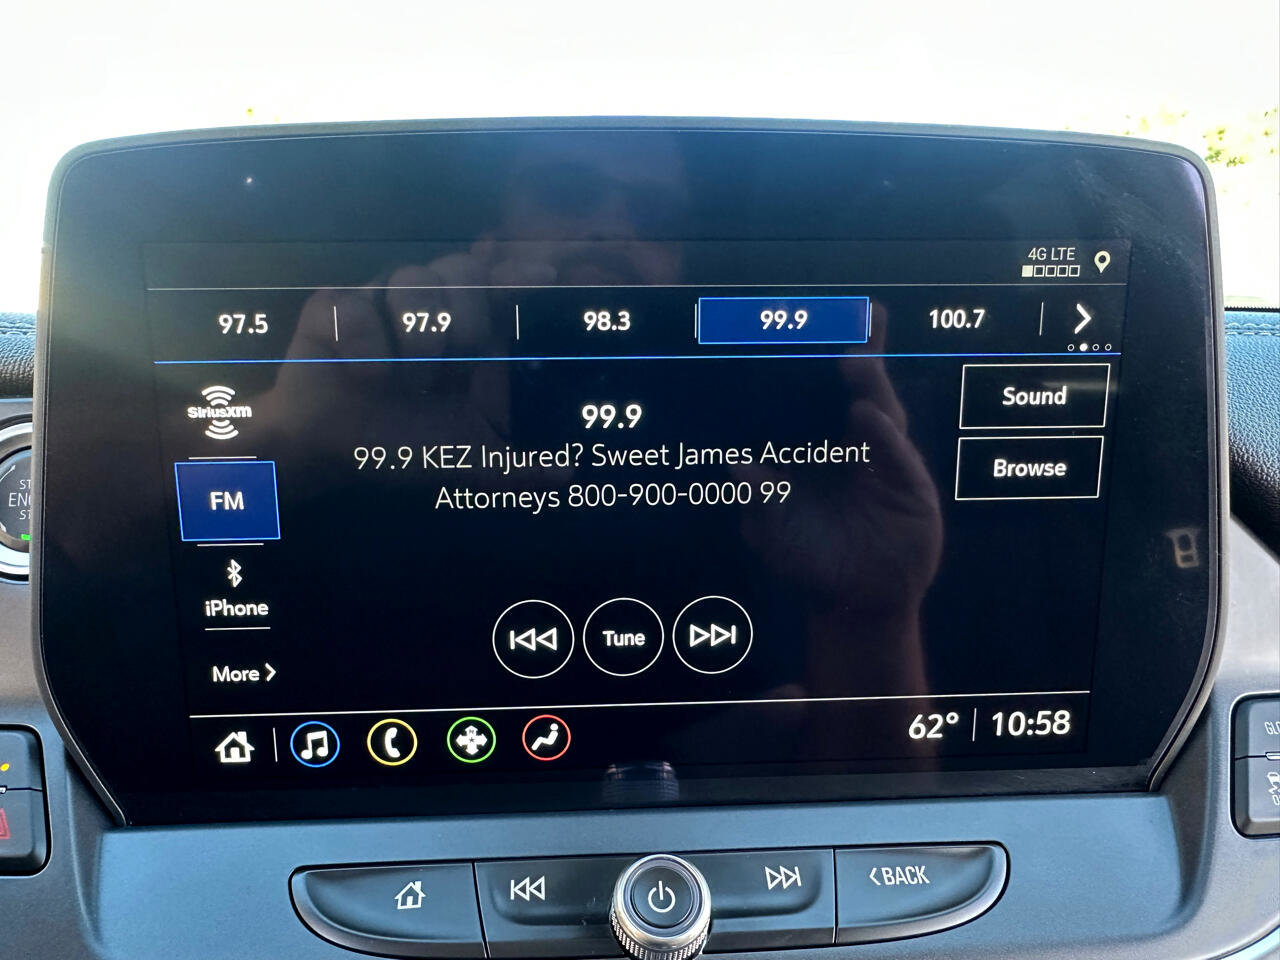 4G LTE
97.5
97.9
98.3
99.9
100.7
SiriusXM
99.9
Sound
99.9 KEZ Injured? Sweet James Accident
Attorneys 800-900-0000 99
Browse
FM
iPhone
Tune
More
62° 10:58
BACK